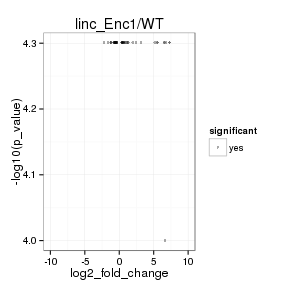 linc_Enc1/WT
4.3
4.2
4.1
4.0
-log10(p_value)
-10 -5 0 5 10
log2_fold_change
significant
yes